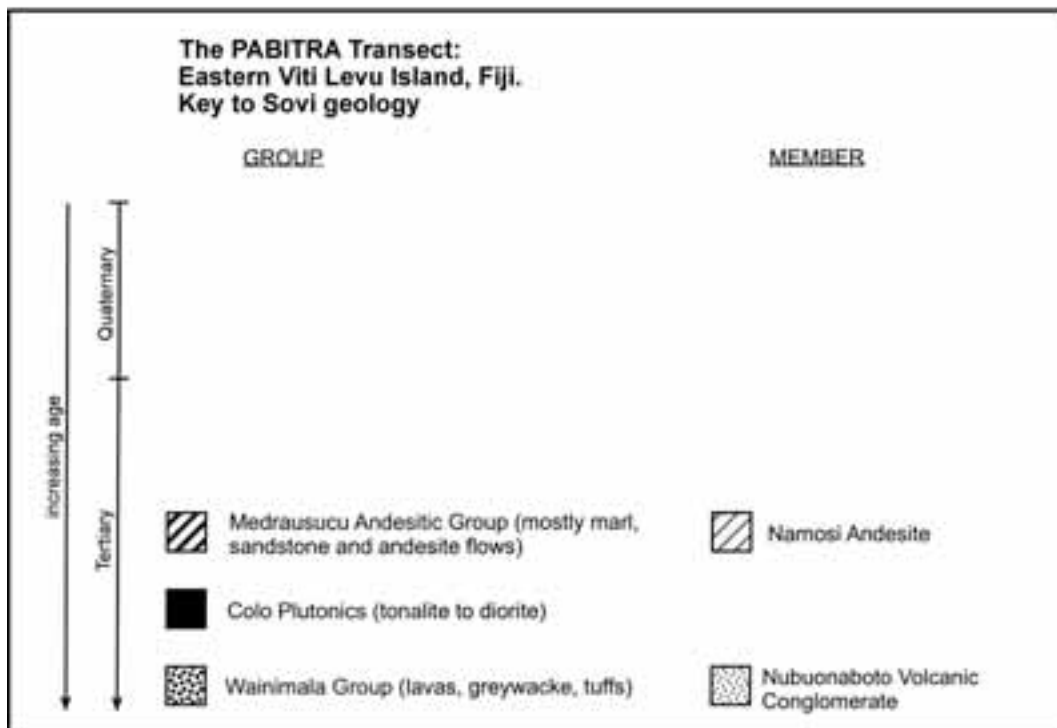 The PABITRA Transect:
Eastern Viti Levu Island, Fiji.
Key to Sovi geology
GROUP
MEMBER
increasing age
Quaternary
Tertiary
Medrausucu Andesitic Group (mostly marl,
sandstone and andesite flows)
Namosi Andesite
Colo Plutonics (tonalite to diorite)
Wainimala Group (lavas, greywacke, tuffs)
Nubuonaboto Volcanic
Conglomerate